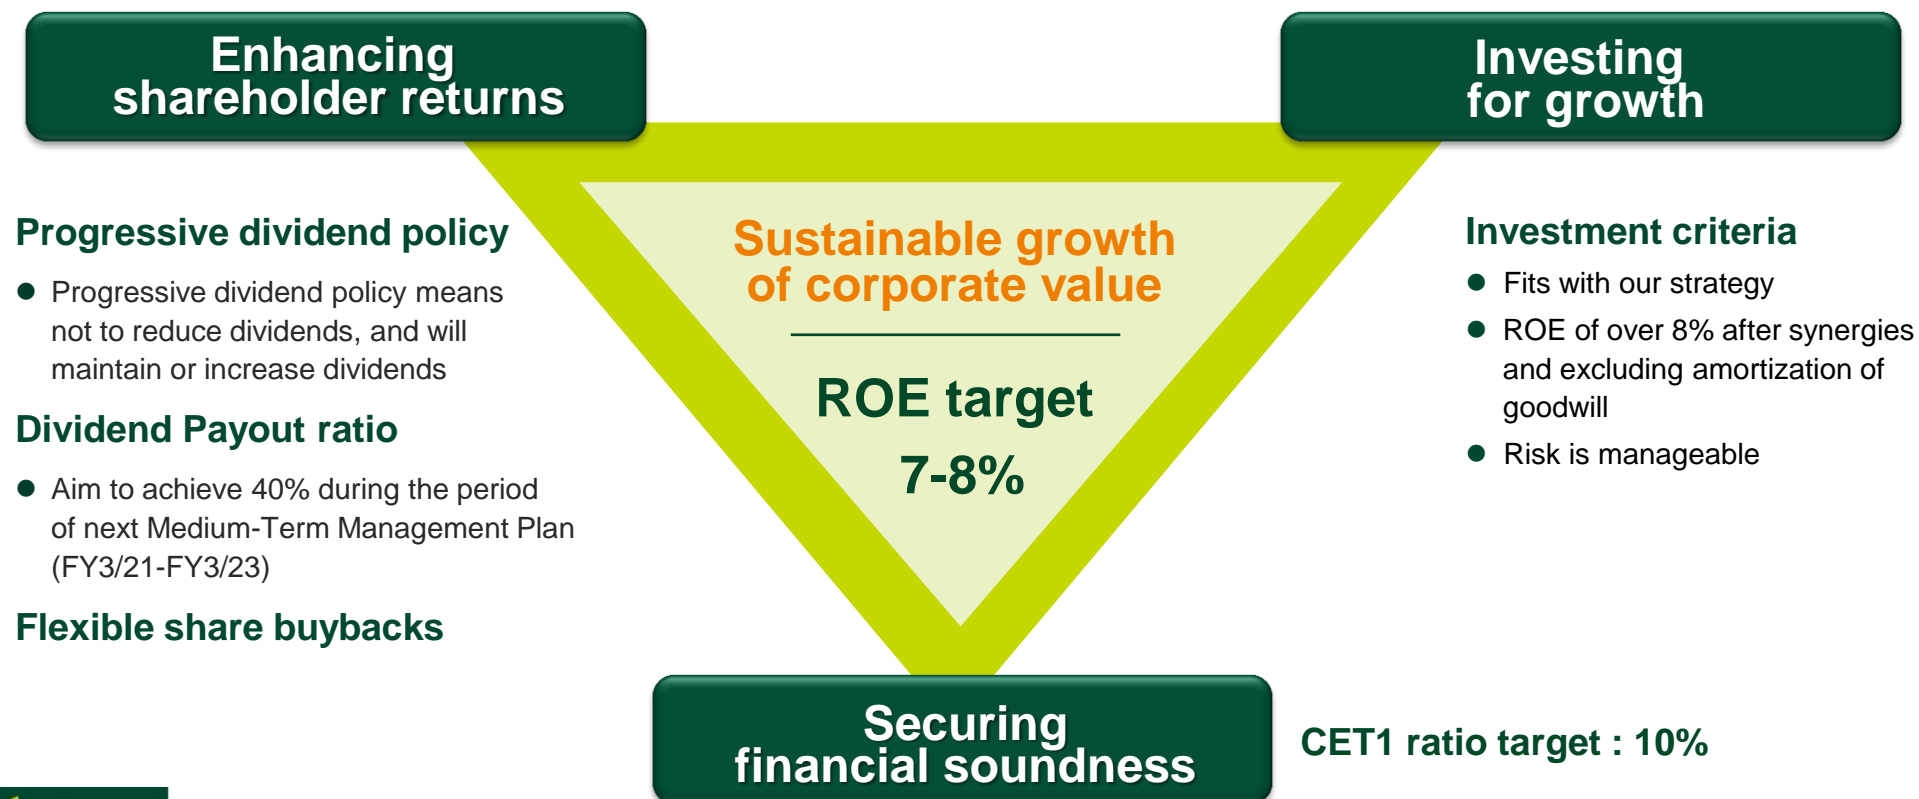 Enhancing
shareholder returns
Investing
for growth
Progressive dividend policy
● Progressive dividend policy means
not to reduce dividends, and will
maintain or increase dividends
Dividend Payout ratio
● Aim to achieve 40% during the period
of next Medium-Term Management Plan
(FY3/21-FY3/23)
Flexible share buybacks
Sustainable growth
of corporate value
ROE target
7-8%
Investment criteria
● Fits with our strategy
● ROE of over 8% after synergies
and excluding amortization of
goodwill
● Risk is manageable
Securing
financial soundness
CET1 ratio target : 10%